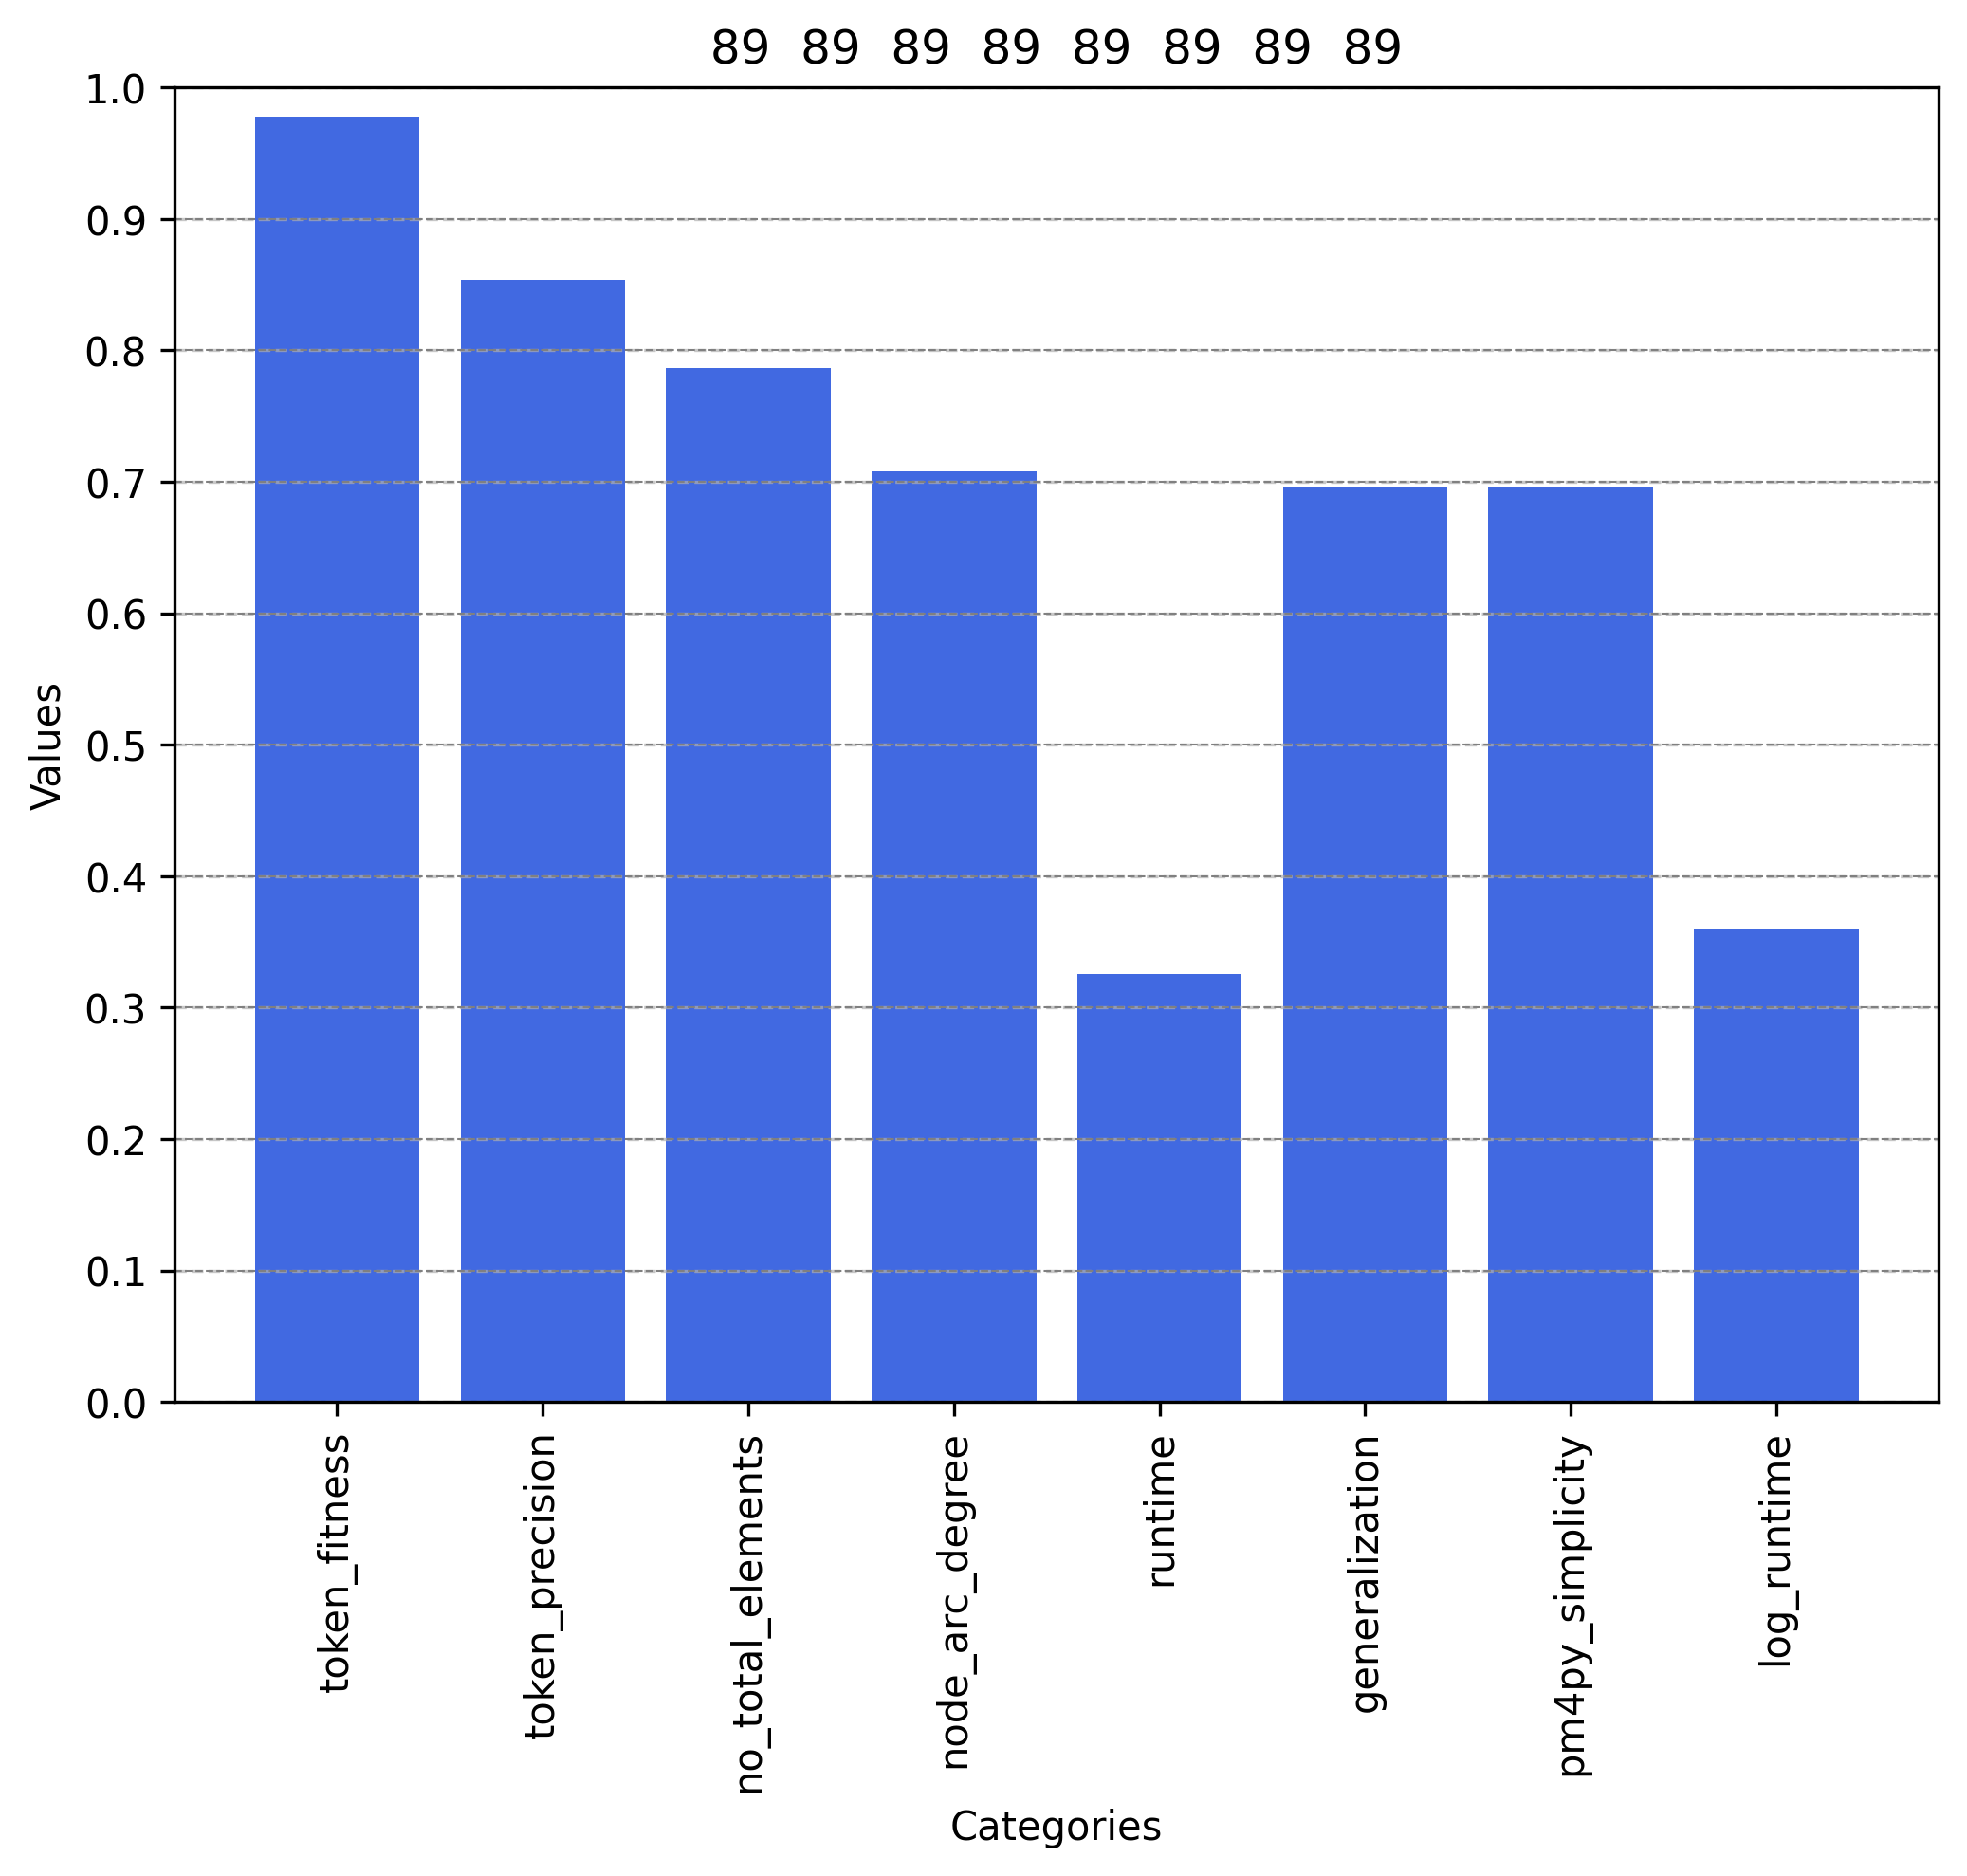 89 89 89 89 89 89 89 89
1.0
0.9
0.8
0.7
0.6
0.5
0.4
0.3
0.2
0.1
0.0
Values
token_fitness
token_precision
no_total_elements
node_arc_degree
runtime
generalization
pm4py_simplicity
log_runtime
Categories